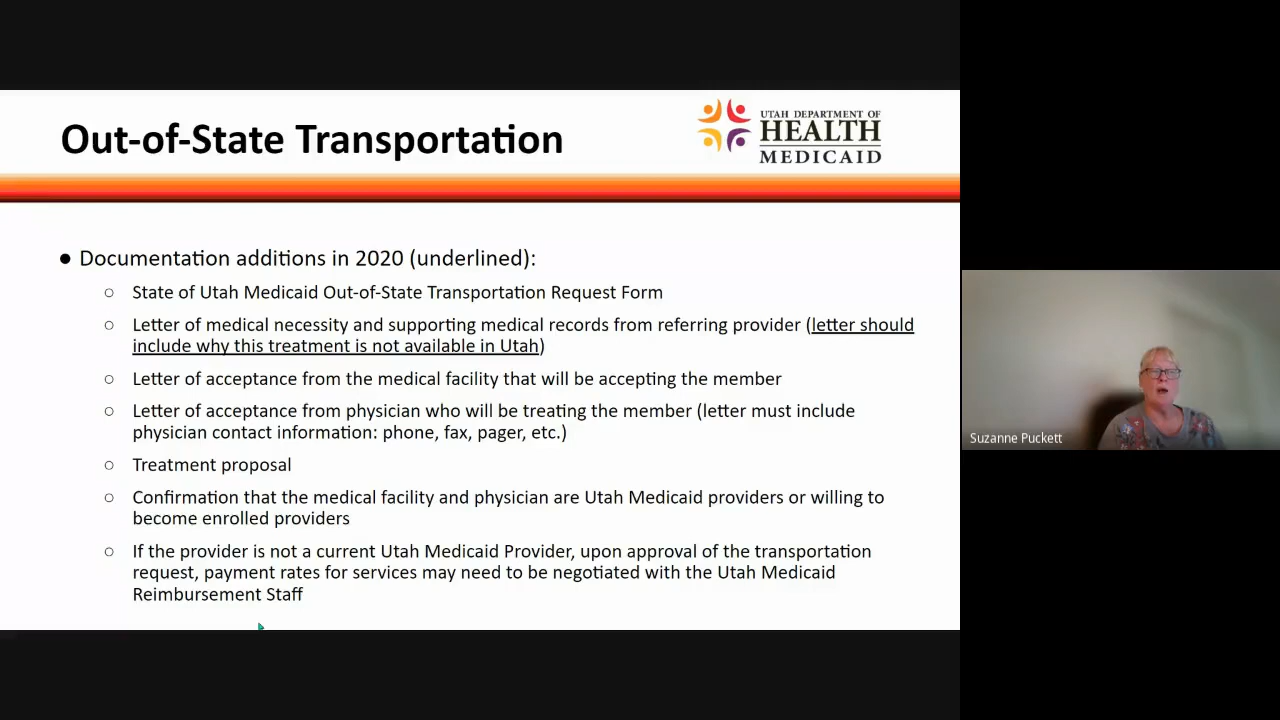 Out-of-State Transportation
UTAH DEPARTMENT OF
HEALTH
MEDICAID
● Documentation additions in 2020 (underlined):
○ State of Utah Medicaid Out-of-State Transportation Request Form
○ Letter of medical necessity and supporting medical records from referring provider (letter should
include why this treatment is not available in Utah)
○ Letter of acceptance from the medical facility that will be accepting the member
○ Letter of acceptance from physician who will be treating the member (letter must include
physician contact information: phone, fax, pager, etc.)
○ Treatment proposal
○ Confirmation that the medical facility and physician are Utah Medicaid providers or willing to
become enrolled providers
○ If the provider is not a current Utah Medicaid Provider, upon approval of the transportation
request, payment rates for services may need to be negotiated with the Utah Medicaid
Reimbursement Staff
Suzanne Puckett